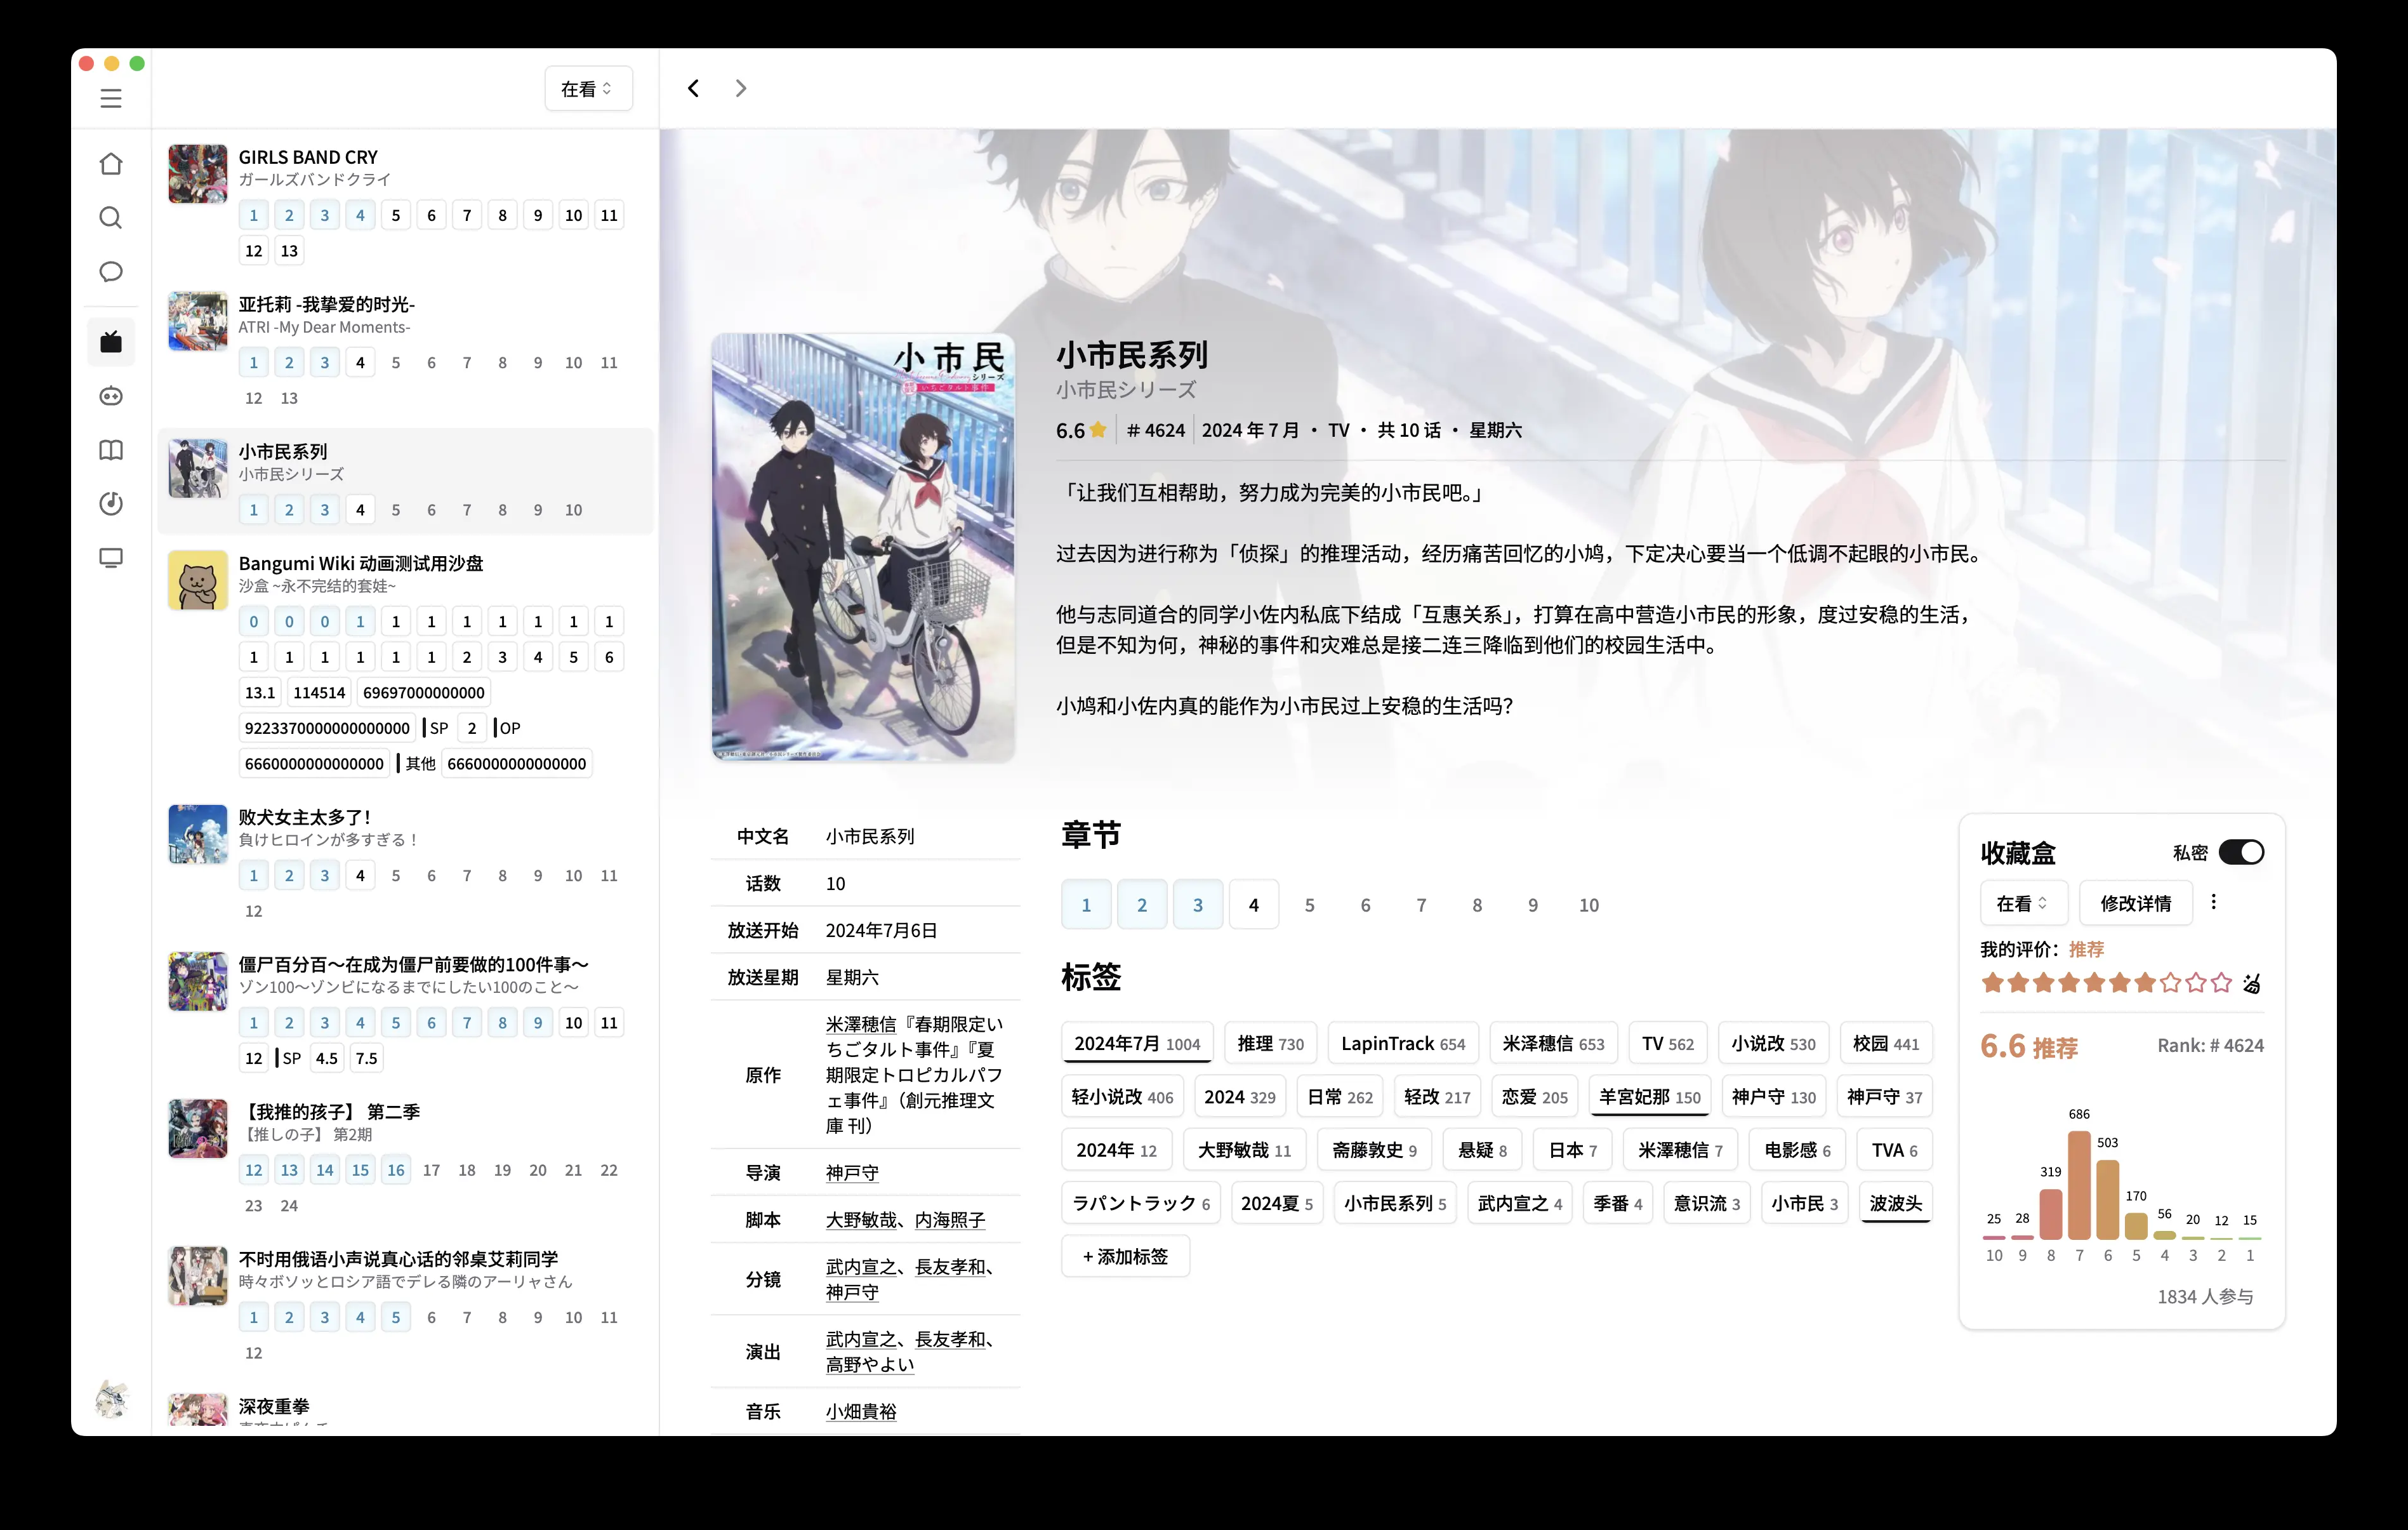 在看
GIRLS BAND CRY
ガールズバンドクライ
1 2 3 4 5 6 7 8 9 10 11
12 13
亚托莉 -我挚爱的时光-
ATRI -My Dear Moments-
1 2 3 4 5 6 7 8 9 10 11
12 13
小市民系列
小市民シリーズ
1 2 3 4 5 6 7 8 9 10
Bangumi Wiki 动画测试用沙盘
沙盒 ~永不完结的套娃~
0 0 0 1 1 1 1 1 1 1 1
1 1 1 1 1 1 2 3 4 5 6
13.1 114514 69697000000000
9223370000000000000 SP 2 OP
6660000000000000 其他 6660000000000000
败犬女主太多了！
負けヒロインが多すぎる！
1 2 3 4 5 6 7 8 9 10 11
12
僵尸百分百～在成为僵尸前要做的100件事～
ゾン100～ゾンビになるまでにしたい100のこと～
1 2 3 4 5 6 7 8 9 10 11
12 SP 4.5 7.5
【我推的孩子】 第二季
【推しの子】 第2期
12 13 14 15 16 17 18 19 20 21 22
23 24
不时用俄语小声说真心话的邻桌艾莉同学
時々ボソッとロシア語でデレる隣のアーリャさん
1 2 3 4 5 6 7 8 9 10 11
12
深夜重拳
小市民
シリーズ
いちごタルト事件
小市民系列
小市民シリーズ
6.6 # 4624 2024 年 7 月 · TV · 共 10 话 · 星期六
「让我们互相帮助，努力成为完美的小市民吧。」
过去因为进行称为「侦探」的推理活动，经历痛苦回忆的小鸠，下定决心要当一个低调不起眼的小市民。
他与志同道合的同学小佐内私底下结成「互惠关系」，打算在高中营造小市民的形象，度过安稳的生活，
但是不知为何，神秘的事件和灾难总是接二连三降临到他们的校园生活中。
小鸠和小佐内真的能作为小市民过上安稳的生活吗？
中文名 小市民系列
话数 10
放送开始 2024年7月6日
放送星期 星期六
原作 米澤穂信『春期限定い
ちごタルト事件』『夏
期限定トロピカルパフ
ェ事件』（創元推理文
庫 刊）
导演 神戸守
脚本 大野敏哉、内海照子
分镜 武内宣之、長友孝和、
神戸守
演出 武内宣之、長友孝和、
高野やよい
音乐 小畑貴裕
章节
1 2 3 4 5 6 7 8 9 10
标签
2024年7月 1004 推理 730 LapinTrack 654 米泽穗信 653 TV 562 小说改 530 校园 441
轻小说改 406 2024 329 日常 262 轻改 217 恋爱 205 羊宮妃那 150 神户守 130 神戸守 37
2024年 12 大野敏哉 11 斋藤敦史 9 悬疑 8 日本 7 米澤穂信 7 电影感 6 TVA 6
ラパントラック 6 2024夏 5 小市民系列 5 武内宣之 4 季番 4 意识流 3 小市民 3 波波头
+ 添加标签
收藏盒 私密
在看 修改详情
我的评价：推荐
6.6 推荐 Rank: # 4624
25 28 319 686 503 170 56 20 12 15
10 9 8 7 6 5 4 3 2 1
1834 人参与